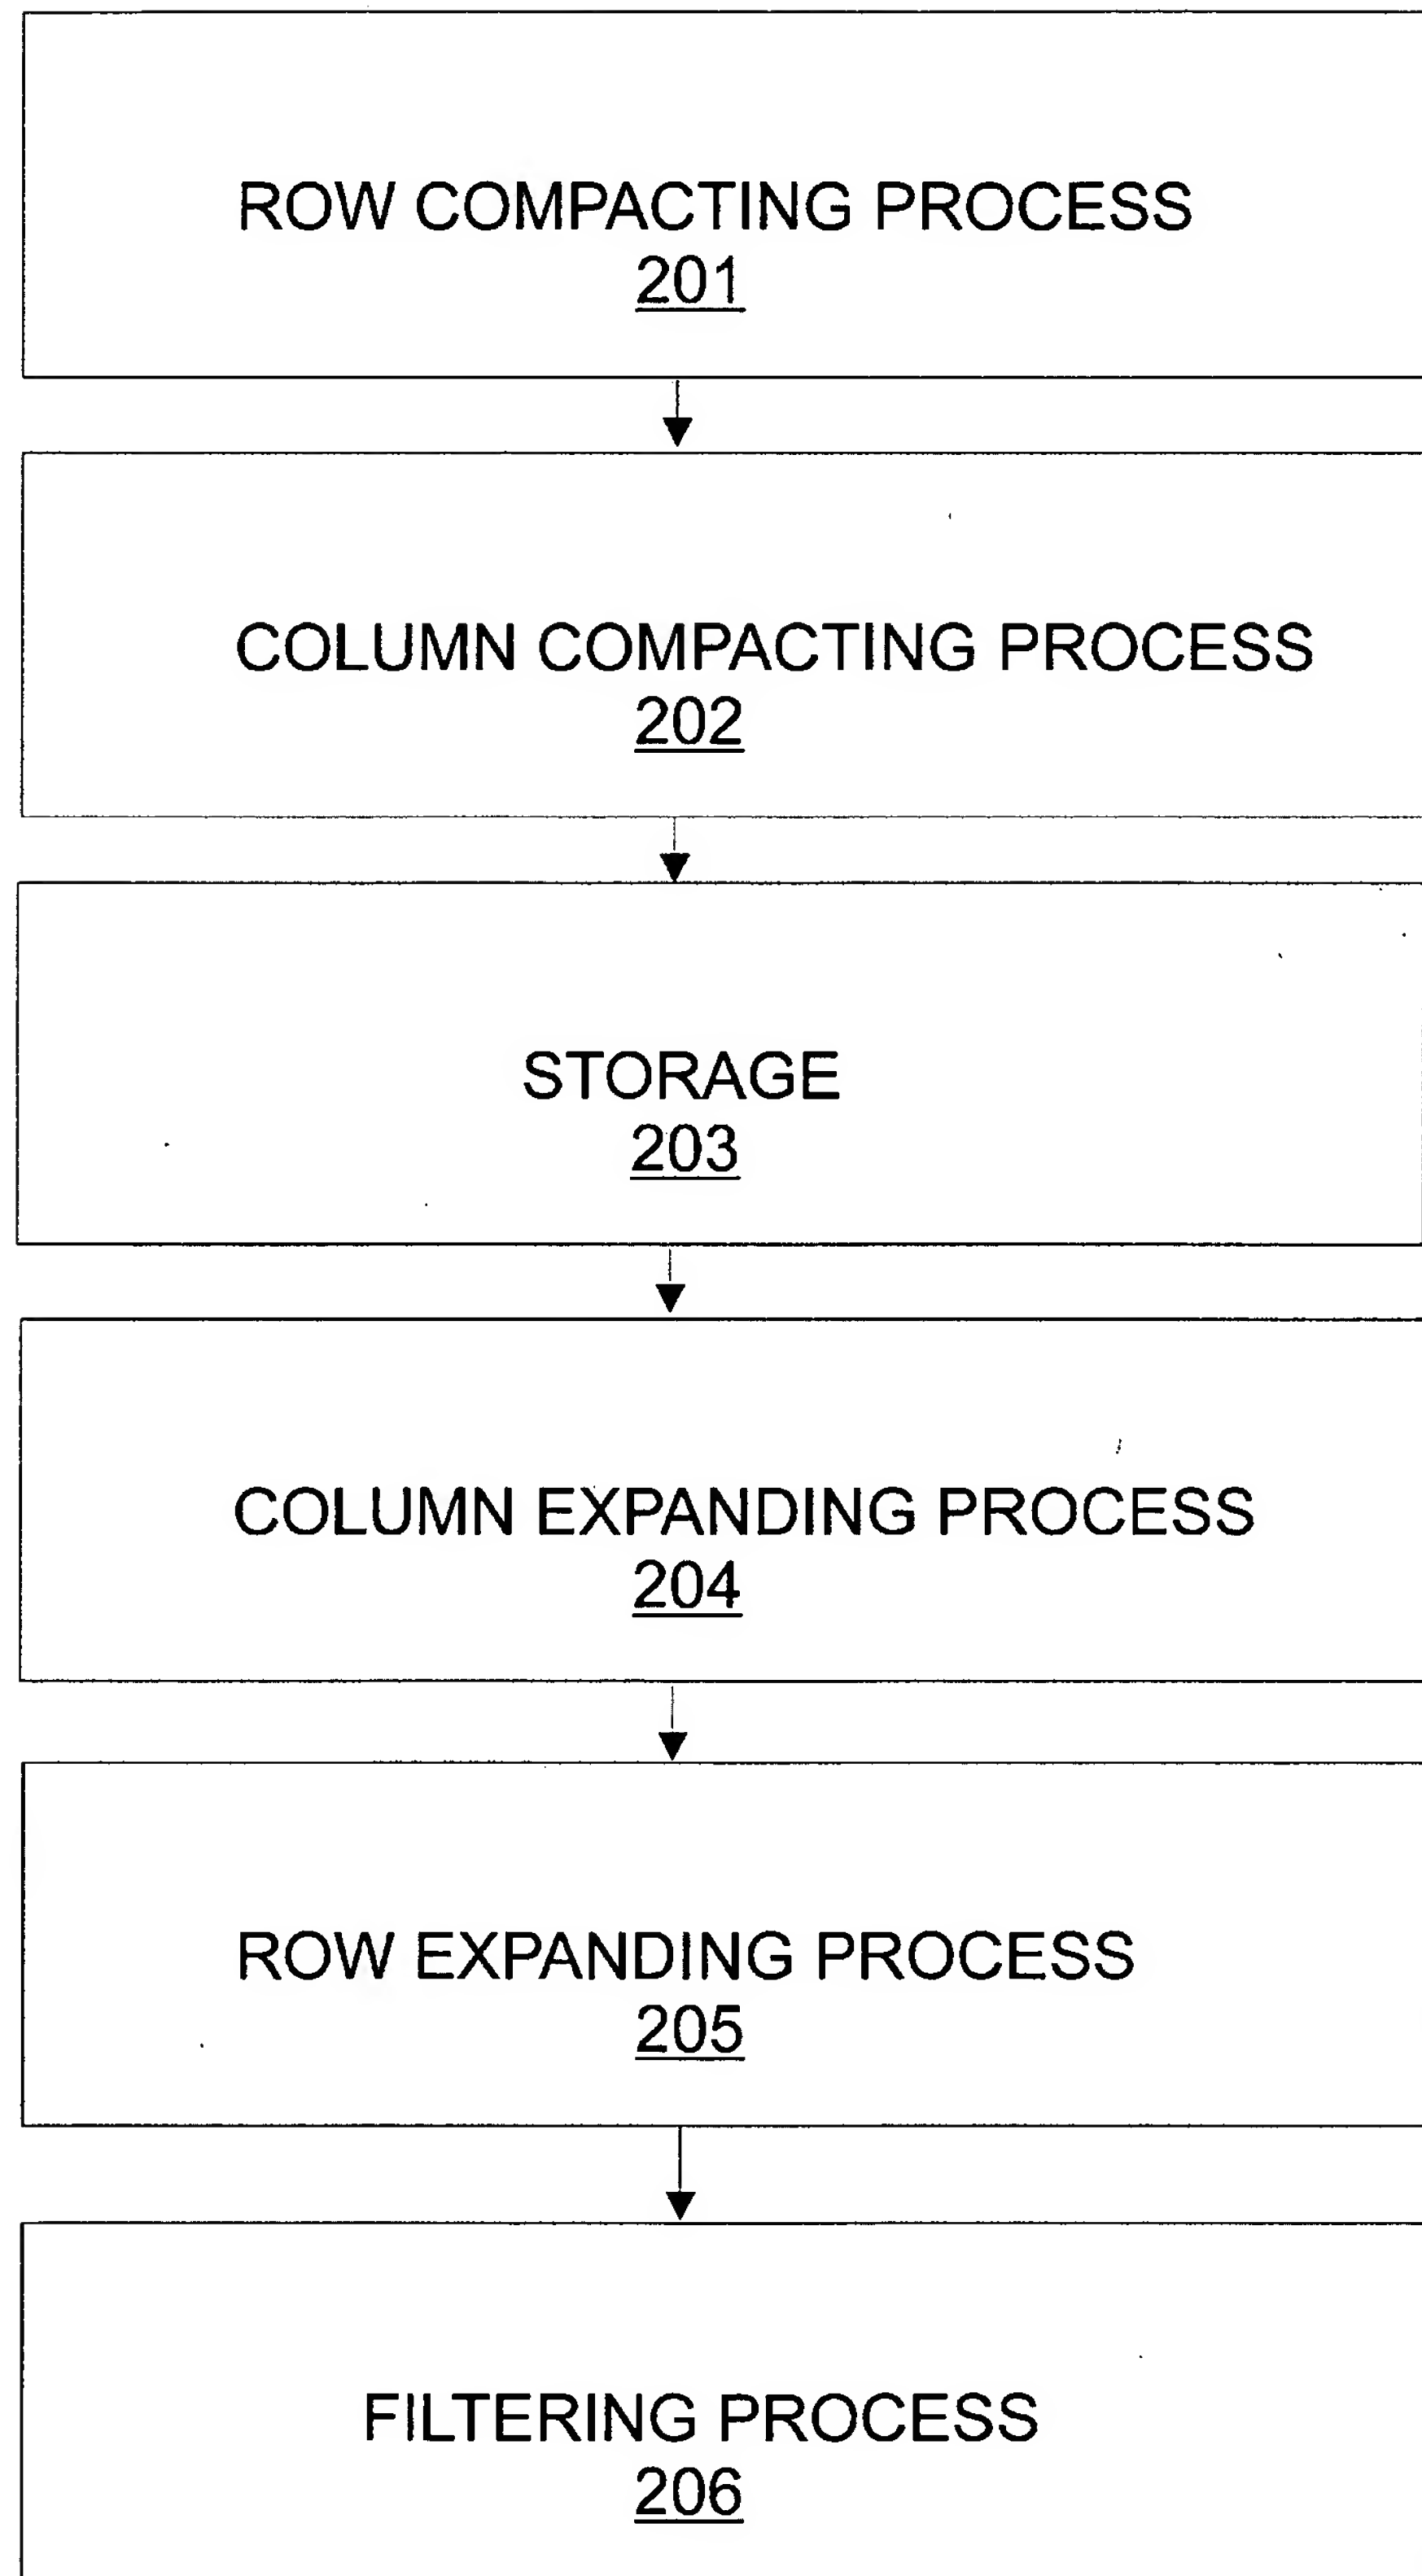 ROW COMPACTING PROCESS
201
COLUMN COMPACTING PROCESS
202
STORAGE
203
COLUMN EXPANDING PROCESS
204
ROW EXPANDING PROCESS
205
FILTERING PROCESS
206